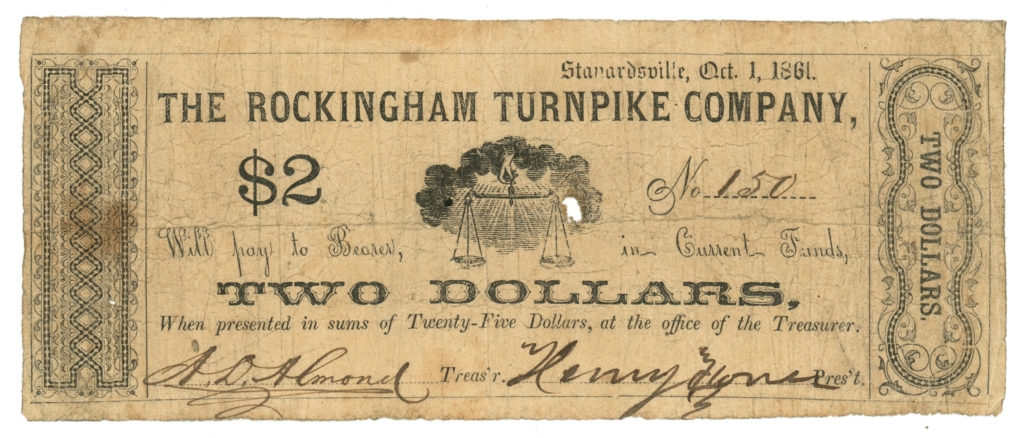 Stanardsville, Oct. 1, 1861.
THE ROCKINGHAM TURNPIKE COMPANY,
$2
No 150
Will pay to Bearer, in Current Funds,
TWO DOLLARS,
When presented in sums of Twenty-Five Dollars, at the office of the Treasurer.
A. D. Almond Treas'r. Henry Pres't.
TWO DOLLARS.